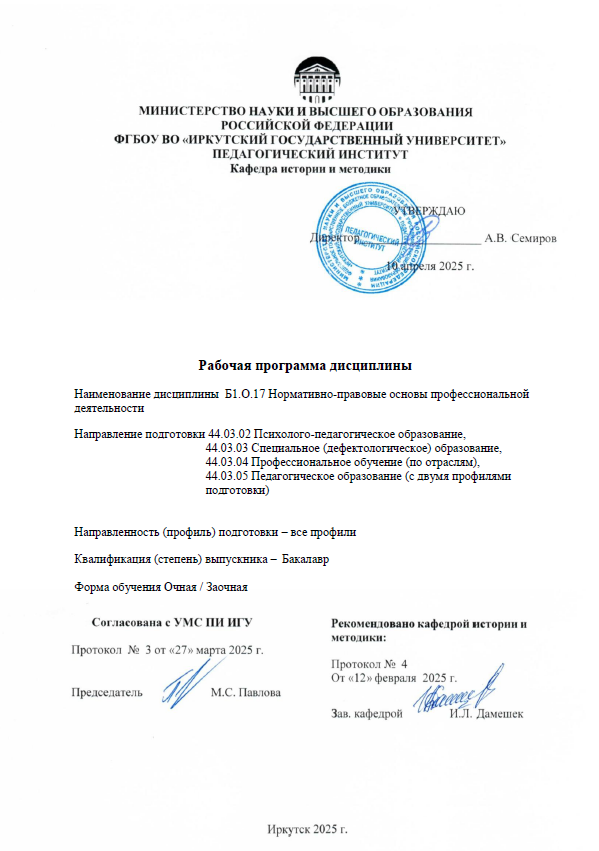 МИНИСТЕРСТВО НАУКИ И ВЫСШЕГО ОБРАЗОВАНИЯ
РОССИЙСКОЙ ФЕДЕРАЦИИ
ФГБОУ ВО «ИРКУТСКИЙ ГОСУДАРСТВЕННЫЙ УНИВЕРСИТЕТ»
ПЕДАГОГИЧЕСКИЙ ИНСТИТУТ
Кафедра истории и методики
УТВЕРЖДАЮ
Директор А.В. Семиров
ПЕДАГОГИЧЕСКИЙ
ИНСТИТУТ
10 апреля 2025 г.
Рабочая программа дисциплины
Наименование дисциплины Б1.О.17 Нормативно-правовые основы профессиональной
деятельности
Направление подготовки 44.03.02 Психолого-педагогическое образование,
44.03.03 Специальное (дефектологическое) образование,
44.03.04 Профессиональное обучение (по отраслям),
44.03.05 Педагогическое образование (с двумя профилями
подготовки)
Направленность (профиль) подготовки – все профили
Квалификация (степень) выпускника – Бакалавр
Форма обучения Очная / Заочная
Согласована с УМС ПИ ИГУ
Протокол № 3 от «27» марта 2025 г.
Председатель М.С. Павлова
Рекомендовано кафедрой истории и
методики:
Протокол № 4
От «12» февраля 2025 г.
Зав. кафедрой И.Л. Дамешек
Иркутск 2025 г.